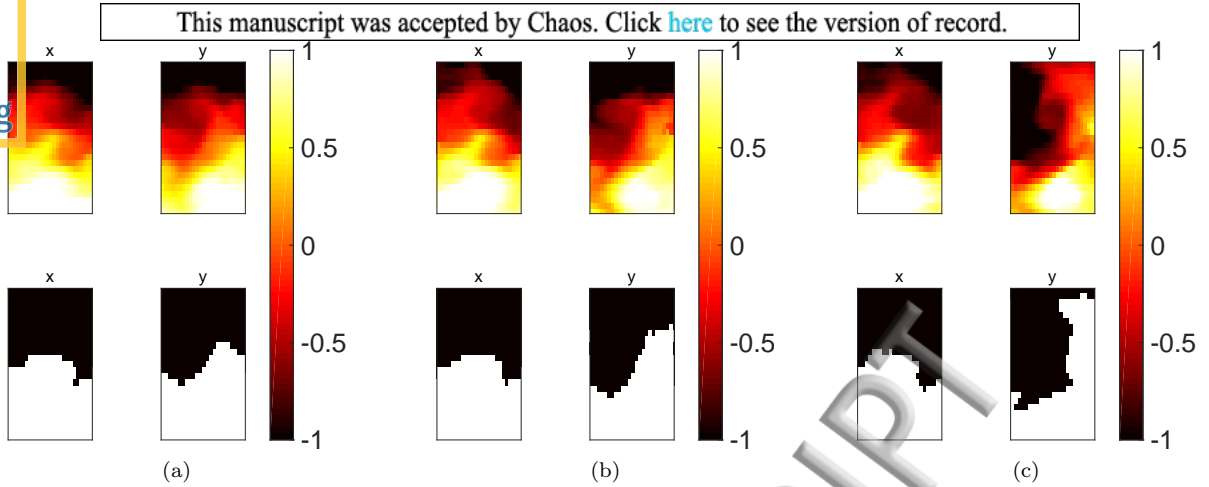 This manuscript was accepted by Chaos. Click here to see the version of record.
x y x y x y
1 1 1
0.5 0.5 0.5
0 0 0
x y x y x y
-0.5 -0.5 -0.5
-1 -1 -1
(a) (b) (c)